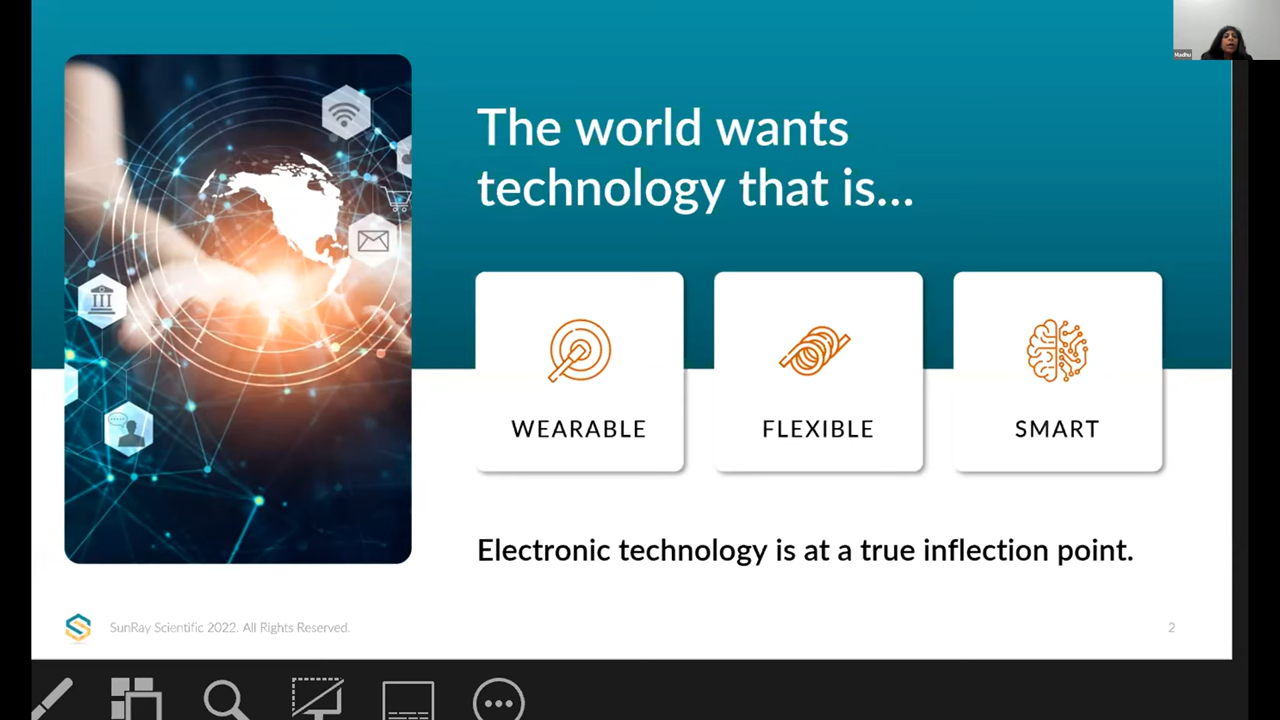 Madhu
The world wants
technology that is...
WEARABLE
FLEXIBLE
SMART
Electronic technology is at a true inflection point.
SunRay Scientific 2022. All Rights Reserved.
2